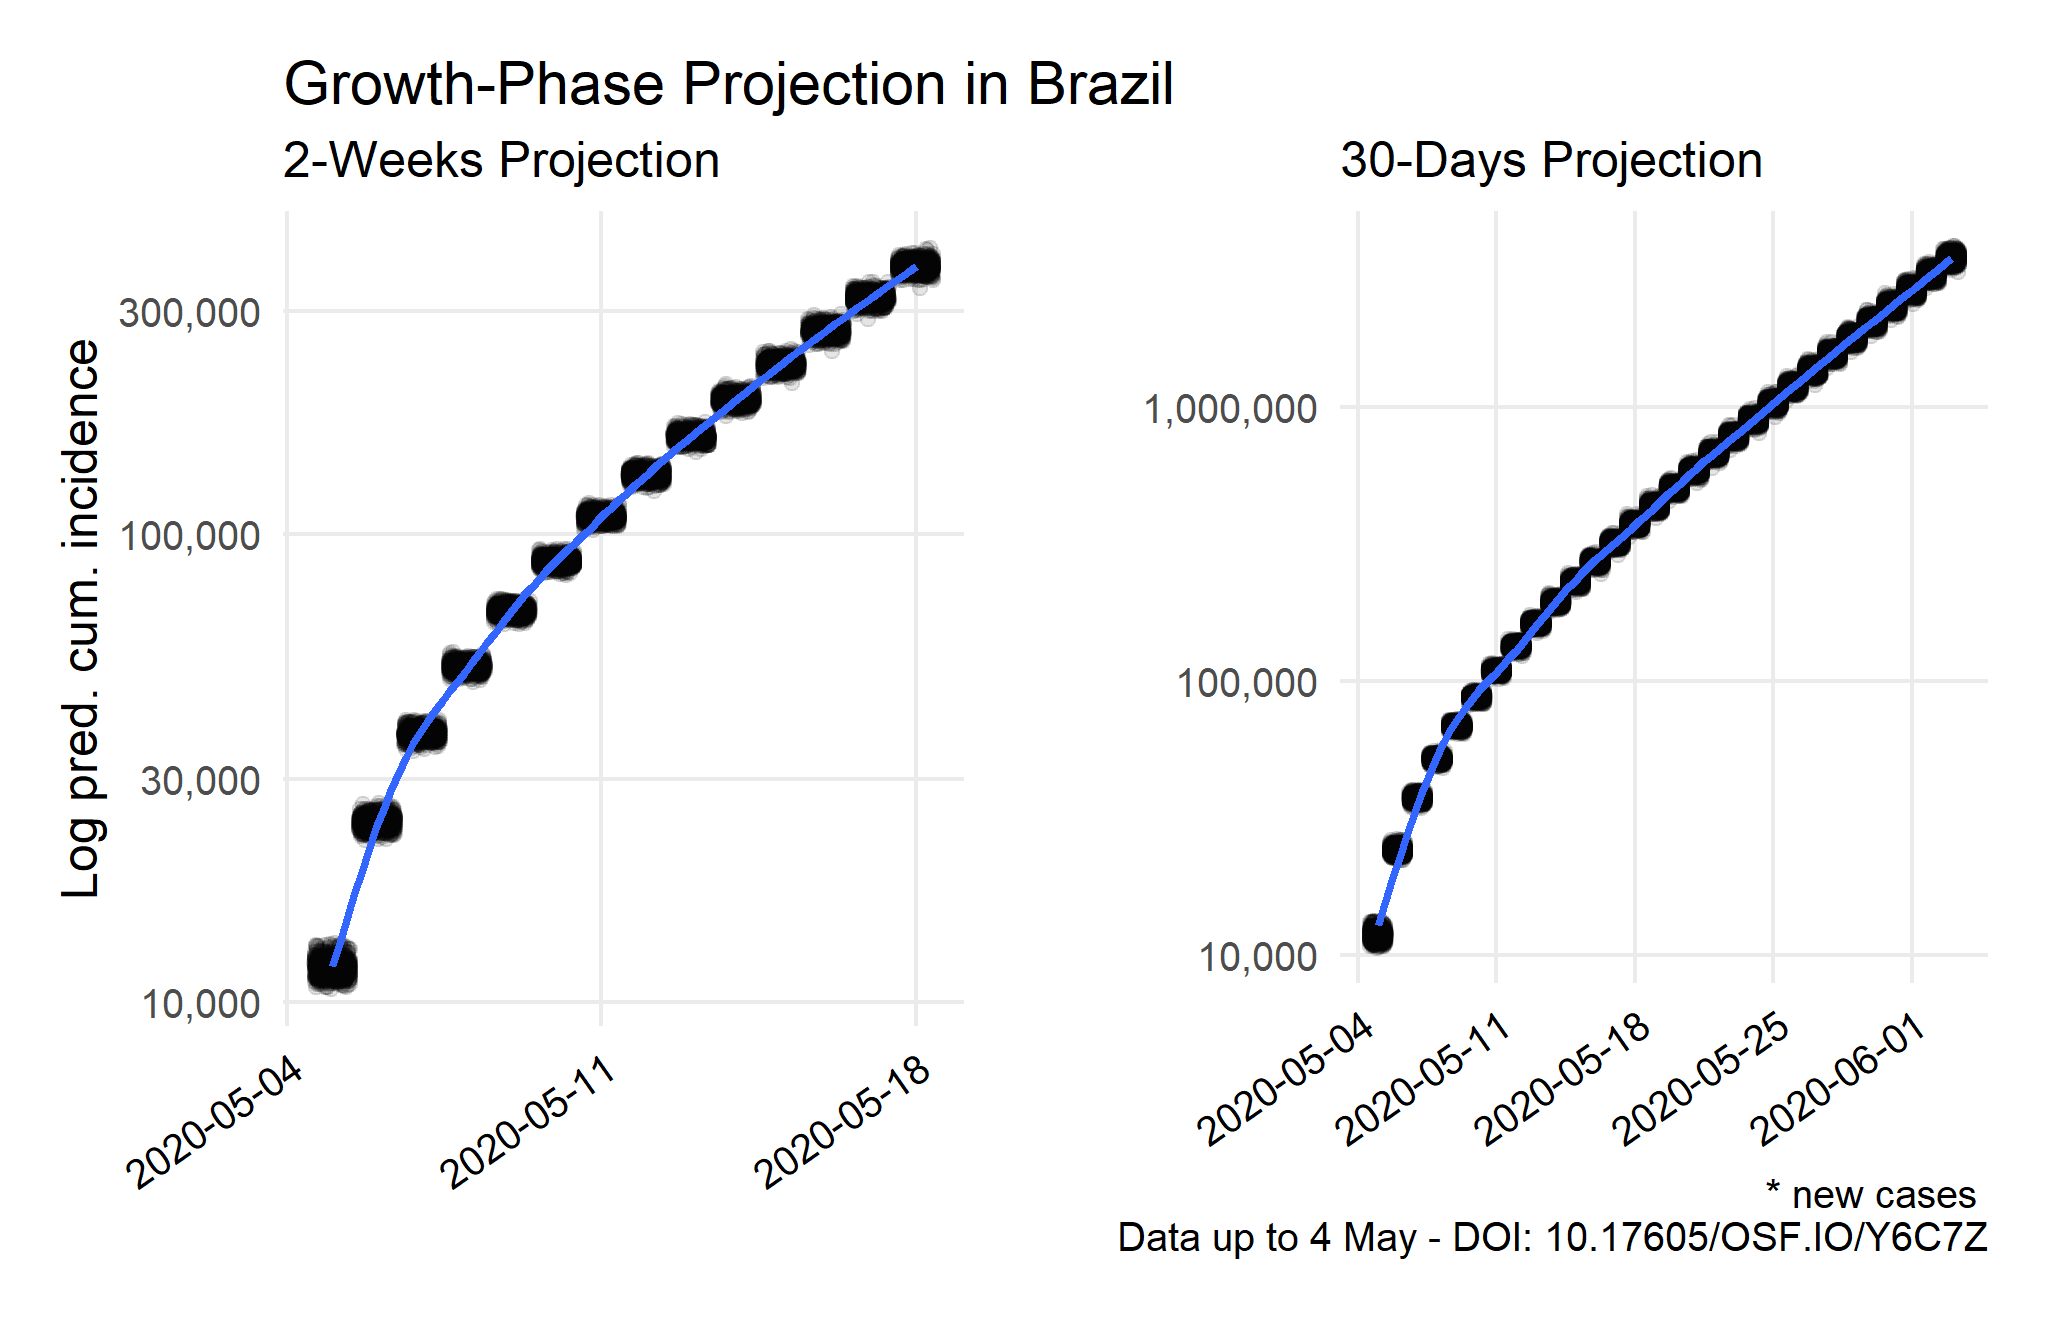 Growth-Phase Projection in Brazil
2-Weeks Projection
Log pred. cum. incidence
300,000
100,000
30,000
10,000
2020-05-04
2020-05-11
2020-05-18
30-Days Projection
1,000,000
100,000
10,000
2020-05-04
2020-05-11
2020-05-18
2020-05-25
2020-06-01
* new cases
Data up to 4 May - DOI: 10.17605/OSF.IO/Y6C7Z